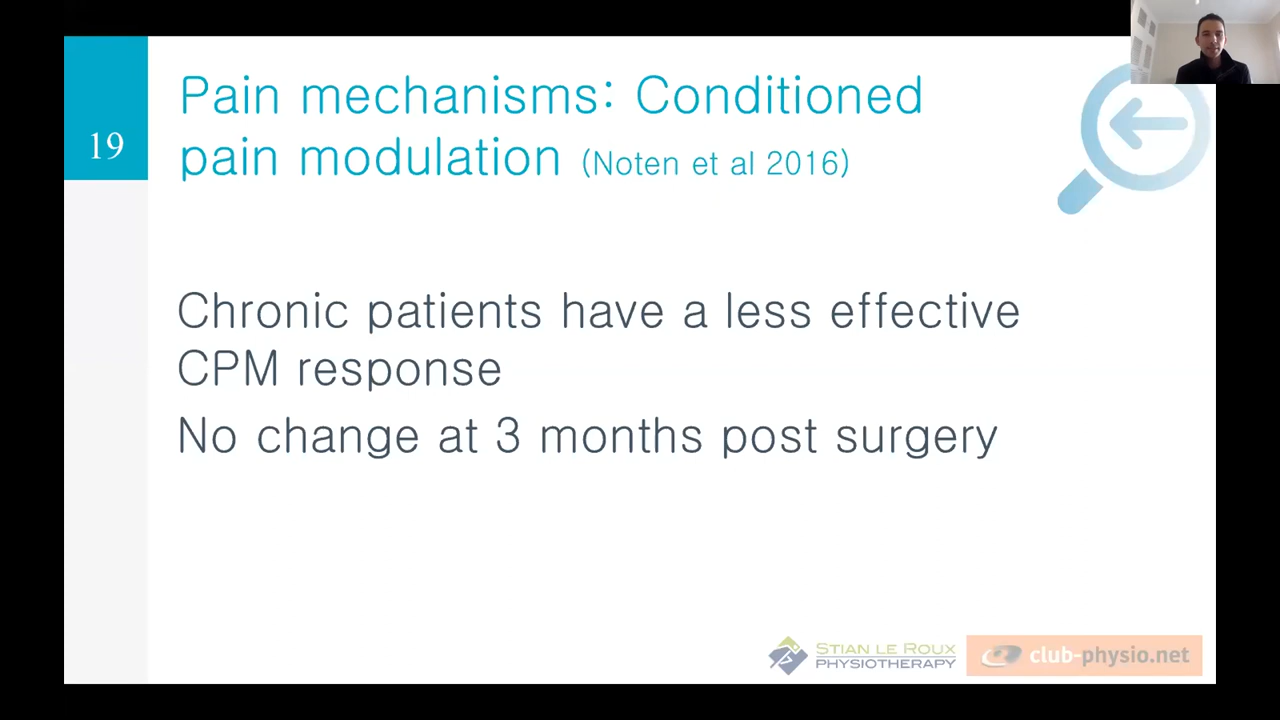 19
Pain mechanisms: Conditioned
pain modulation (Noten et al 2016)
Chronic patients have a less effective
CPM response
No change at 3 months post surgery
STIAN LE ROUX
PHYSIOTHERAPY
club-physio.net